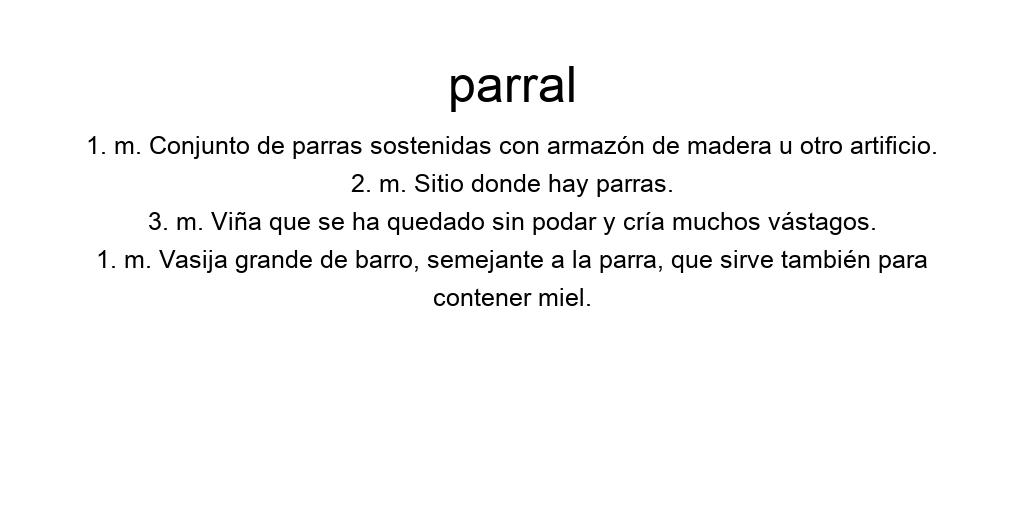 parral
1. m. Conjunto de parras sostenidas con armazón de madera u otro artificio.
2. m. Sitio donde hay parras.
3. m. Viña que se ha quedado sin podar y cría muchos vástagos.
1. m. Vasija grande de barro, semejante a la parra, que sirve también para
contener miel.